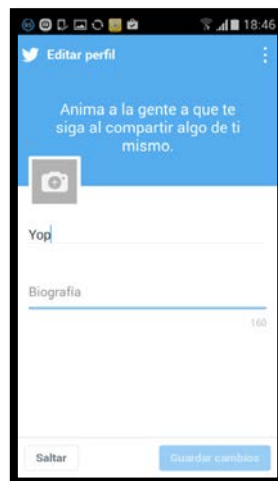 18:46
Editar perfil
Anima a la gente a que te
siga al compartir algo de ti
mismo.
Yop
Biografía
160
Saltar
Guardar cambios